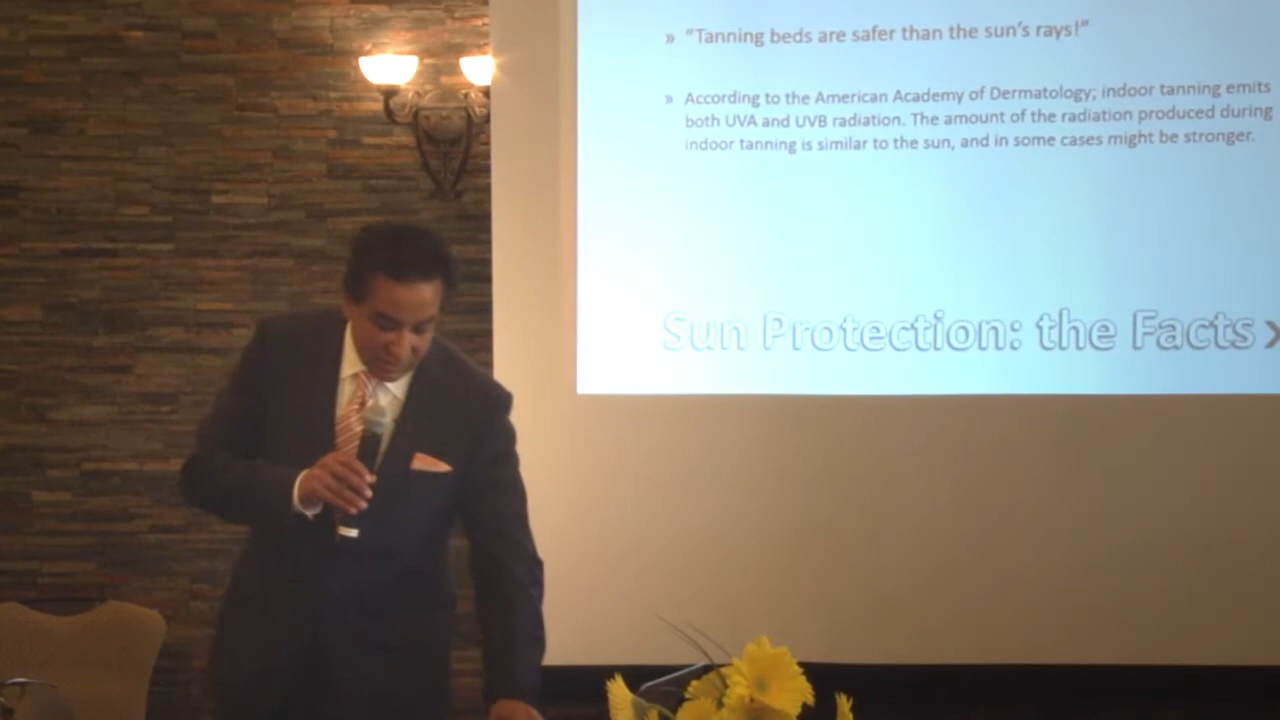 » "Tanning beds are safer than the sun's rays!"
» According to the American Academy of Dermatology; indoor tanning emits
both UVA and UVB radiation. The amount of the radiation produced during
indoor tanning is similar to the sun, and in some cases might be stronger.
Sun Protection: the Facts »